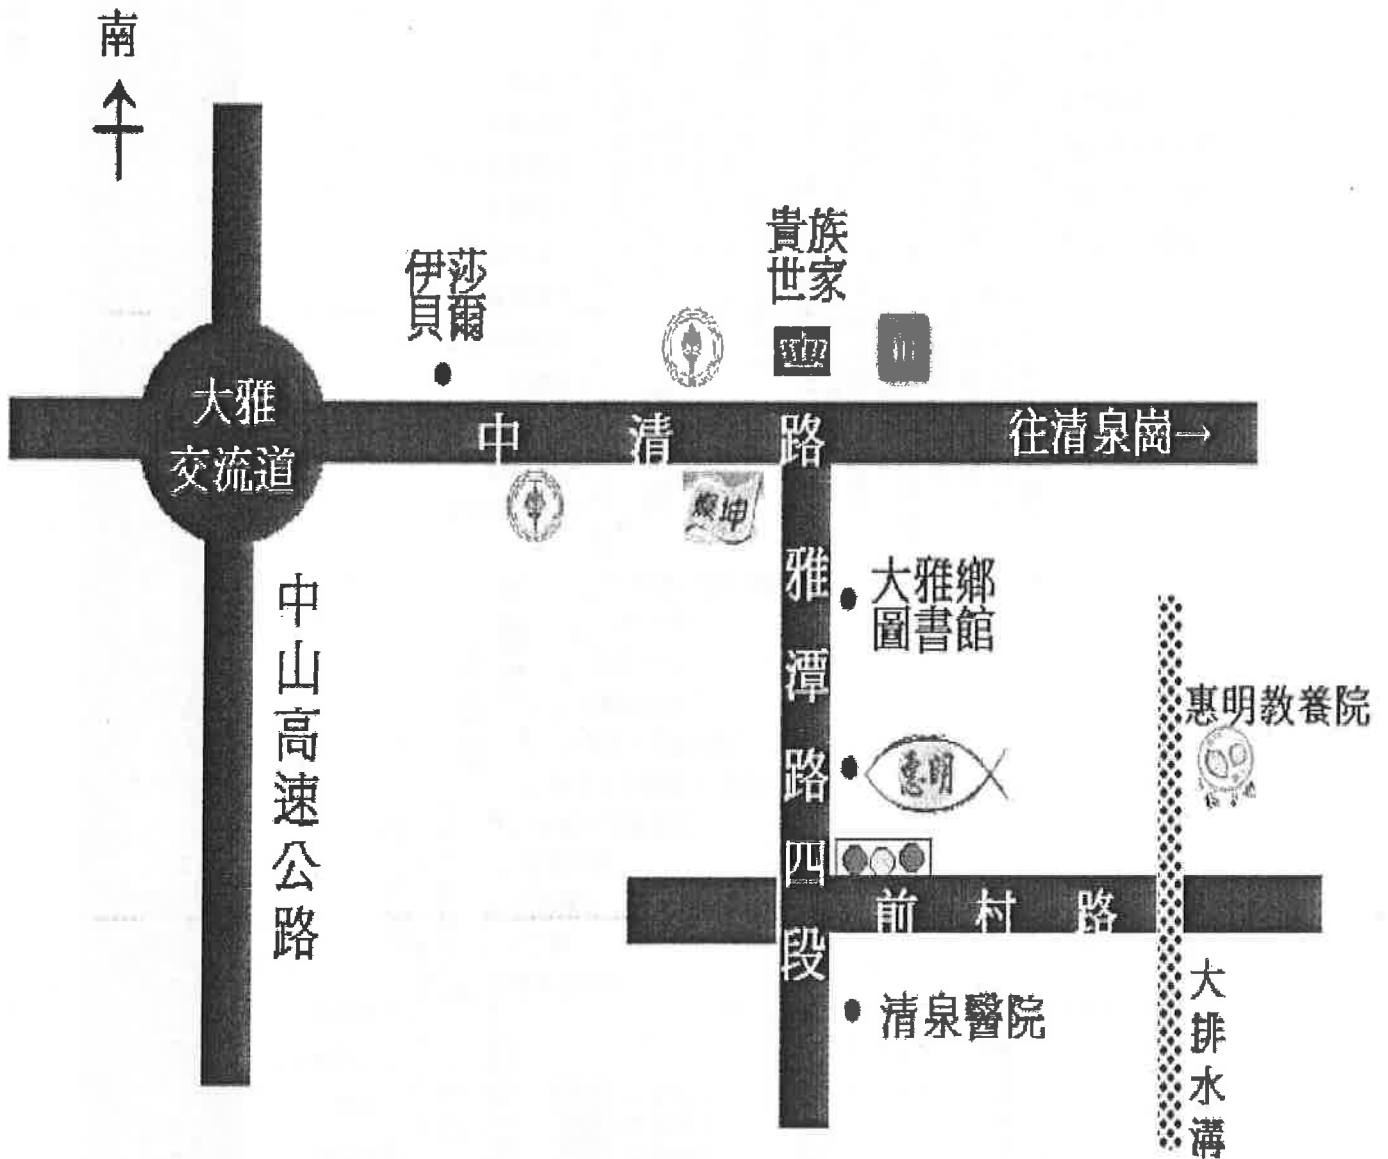 南
貴族
世家
伊莎
貝爾
大雅
交流道
中清路
往清泉崗→
燦坤
中山高速公路
雅潭路四段
大雅鄉
圖書館
惠明教養院
惠明
前村路
清泉醫院
大排水溝